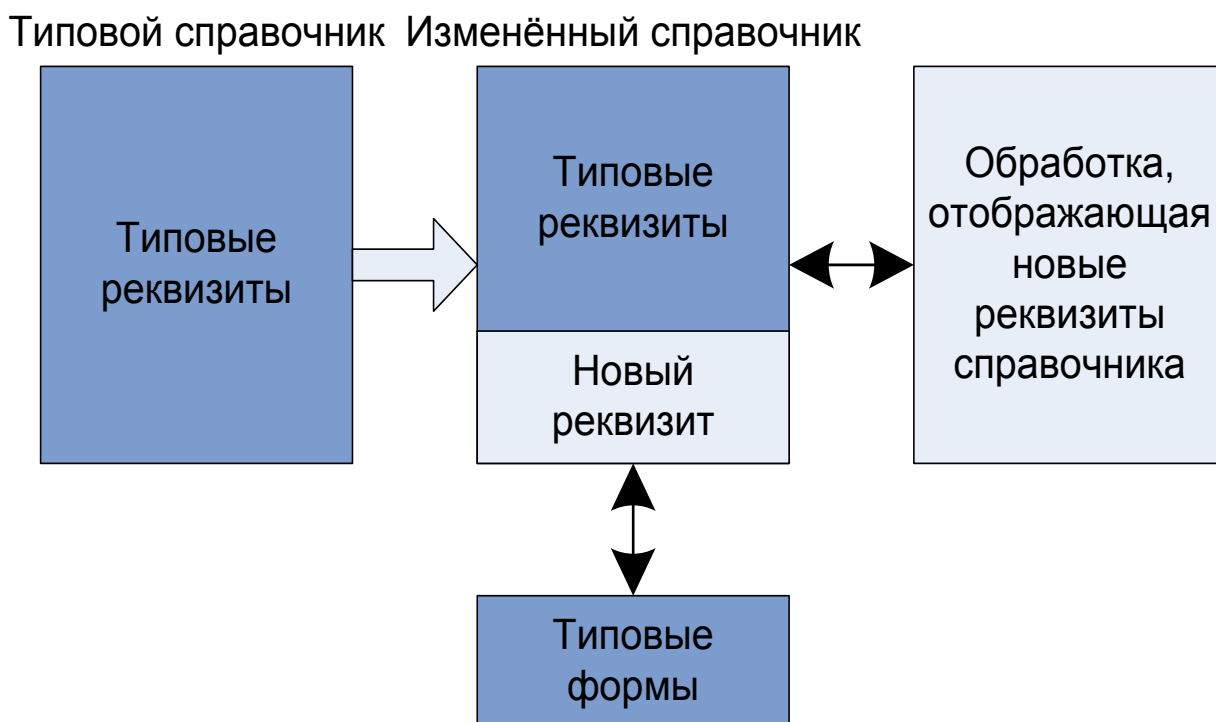 Типовой справочник Изменённый справочник
Типовые
реквизиты
Типовые
реквизиты
Новый
реквизит
Обработка,
отображающая
новые
реквизиты
справочника
Типовые
формы